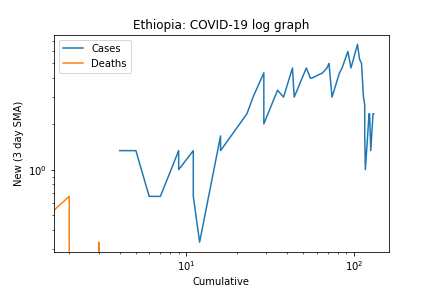 Ethiopia: COVID-19 log graph
Cases
Deaths
New (3 day SMA)
10⁰
10¹
10²
Cumulative